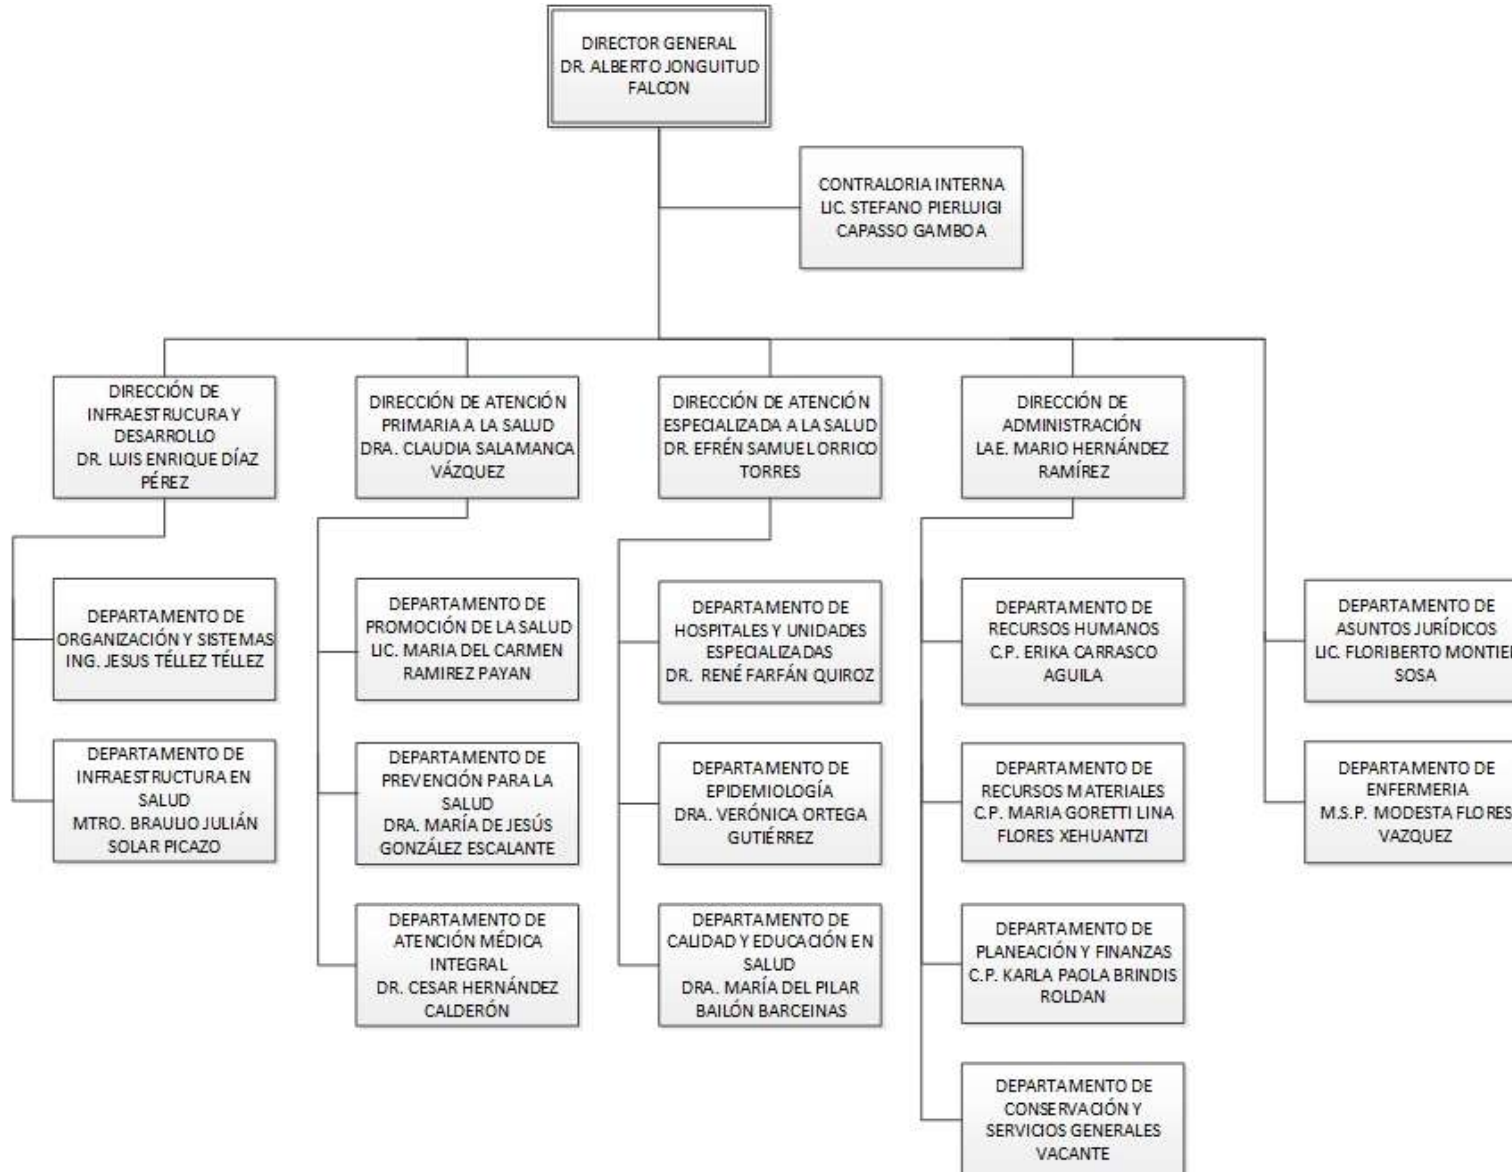 DIRECTOR GENERAL
DR. ALBERTO JONGUITUD
FALCON
CONTRALORIA INTERNA
LIC. STEFANO PIERLUIGI
CAPASSO GAMBOA
DIRECCIÓN DE
INFRAESTRUCURA Y
DESARROLLO
DR. LUIS ENRIQUE DÍAZ
PÉREZ
DIRECCIÓN DE ATENCIÓN
PRIMARIA A LA SALUD
DRA. CLAUDIA SALAMANCA
VÁZQUEZ
DIRECCIÓN DE ATENCIÓN
ESPECIALIZADA A LA SALUD
DR. EFRÉN SAMUEL ORRICO
TORRES
DIRECCIÓN DE
ADMINISTRACIÓN
LAE. MARIO HERNÁNDEZ
RAMÍREZ
DEPARTAMENTO DE
ORGANIZACIÓN Y SISTEMAS
ING. JESUS TÉLLEZ TÉLLEZ
DEPARTAMENTO DE
PROMOCIÓN DE LA SALUD
LIC. MARIA DEL CARMEN
RAMIREZ PAYAN
DEPARTAMENTO DE
HOSPITALES Y UNIDADES
ESPECIALIZADAS
DR. RENÉ FARFÁN QUIROZ
DEPARTAMENTO DE
RECURSOS HUMANOS
C.P. ERIKA CARRASCO
AGUILA
DEPARTAMENTO DE
ASUNTOS JURÍDICOS
LIC. FLORIBERTO MONTIEL
SOSA
DEPARTAMENTO DE
INFRAESTRUCTURA EN
SALUD
MTRO. BRAULIO JULIÁN
SOLAR PICAZO
DEPARTAMENTO DE
PREVENCIÓN PARA LA
SALUD
DRA. MARÍA DE JESÚS
GONZÁLEZ ESCALANTE
DEPARTAMENTO DE
EPIDEMIOLOGÍA
DRA. VERÓNICA ORTEGA
GUTIÉRREZ
DEPARTAMENTO DE
RECURSOS MATERIALES
C.P. MARIA GORETTI LINA
FLORES XEHUANTZI
DEPARTAMENTO DE
ENFERMERIA
M.S.P. MODESTA FLORES
VAZQUEZ
DEPARTAMENTO DE
ATENCIÓN MÉDICA
INTEGRAL
DR. CESAR HERNÁNDEZ
CALDERÓN
DEPARTAMENTO DE
CALIDAD Y EDUCACIÓN EN
SALUD
DRA. MARÍA DEL PILAR
BAILÓN BARCEINAS
DEPARTAMENTO DE
PLANEACIÓN Y FINANZAS
C.P. KARLA PAOLA BRINDIS
ROLDAN
DEPARTAMENTO DE
CONSERVACIÓN Y
SERVICIOS GENERALES
VACANTE